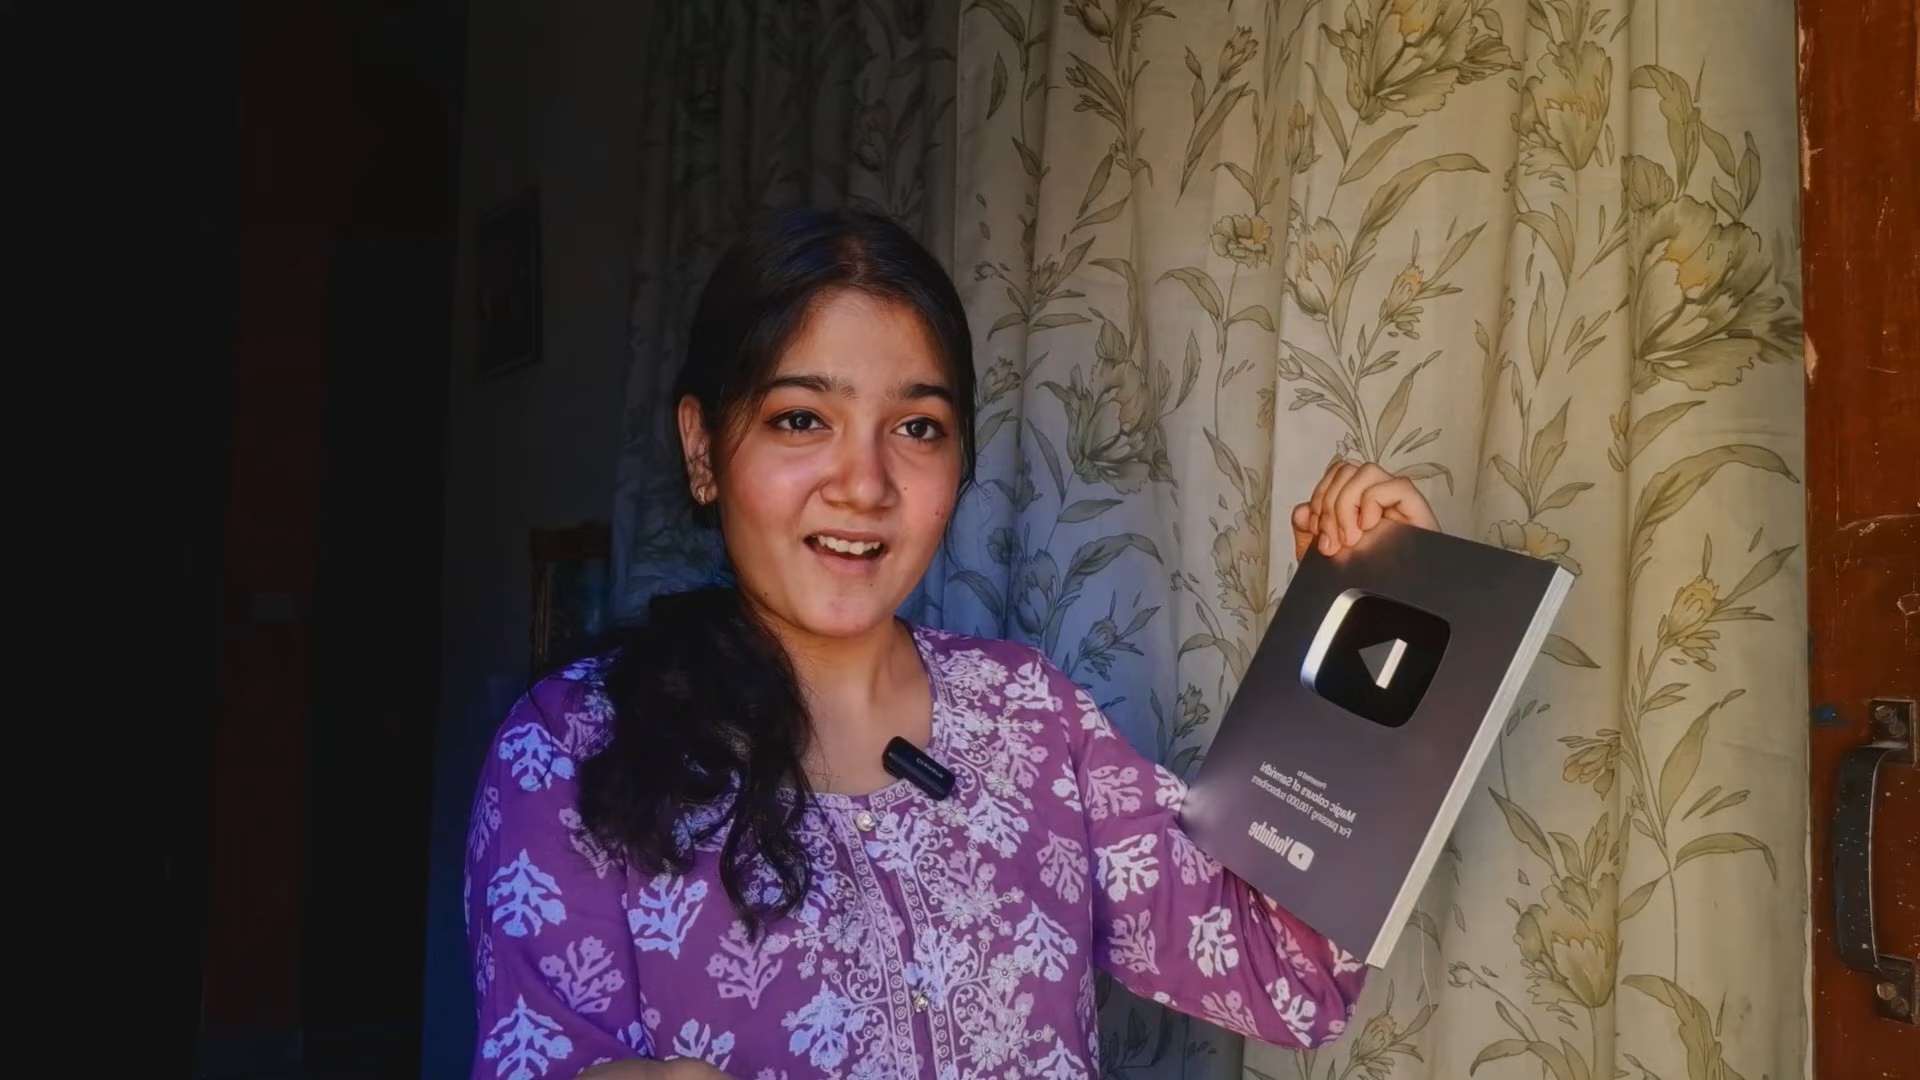 Presented to
Magic colours of Samridhi
For passing 100,000 subscribers
YouTube